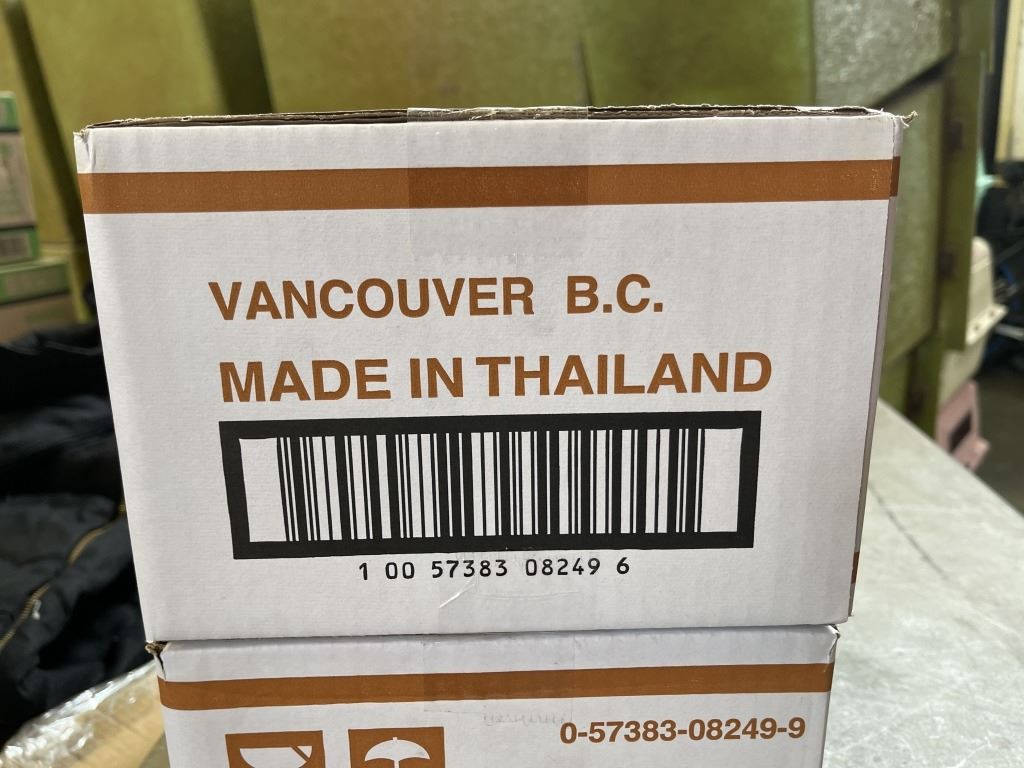 VANCOUVER B.C.
MADE IN THAILAND
1 00 57383 08249 6
0-57383-08249-9